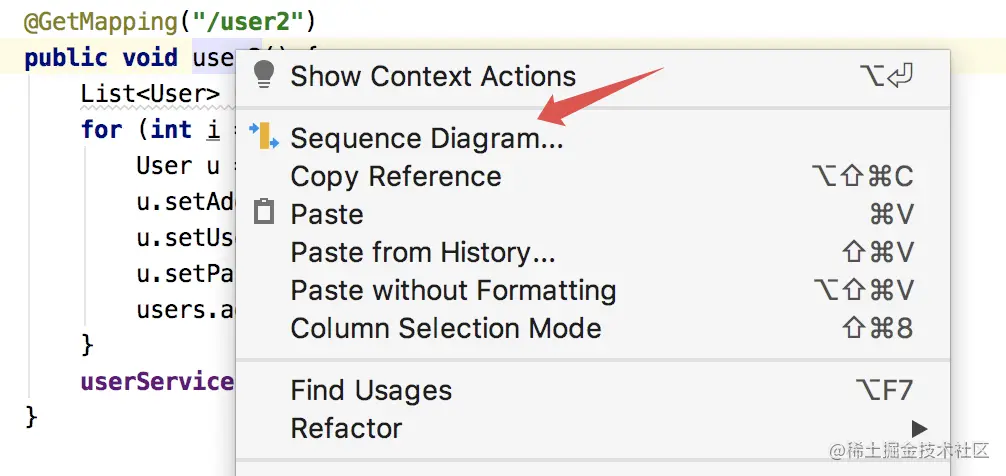 @GetMapping("/user2")
public void use
Show Context Actions ⌥⏎
List<User>
for (int i =
Sequence Diagram...
User u =
Copy Reference ⌥⇧⌘C
u.setAd
Paste ⌘V
u.setUs
Paste from History... ⇧⌘V
u.setPa
Paste without Formatting ⌥⇧⌘V
users.a
Column Selection Mode ⇧⌘8
}
userService
Find Usages ⌥F7
}
Refactor ▶
@稀土掘金技术社区